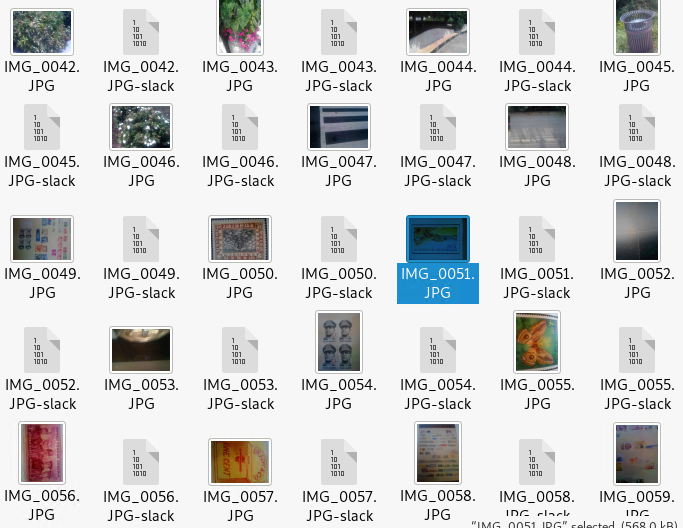 IMG_0042.
JPG
IMG_0042.
JPG-slack
IMG_0043.
JPG
IMG_0043.
JPG-slack
IMG_0044.
JPG
IMG_0044.
JPG-slack
IMG_0045.
JPG
IMG_0045.
JPG-slack
IMG_0046.
JPG
IMG_0046.
JPG-slack
IMG_0047.
JPG
IMG_0047.
JPG-slack
IMG_0048.
JPG
IMG_0048.
JPG-slack
IMG_0049.
JPG
IMG_0049.
JPG-slack
IMG_0050.
JPG
IMG_0050.
JPG-slack
IMG_0051.
JPG
IMG_0051.
JPG-slack
IMG_0052.
JPG
IMG_0052.
JPG-slack
IMG_0053.
JPG
IMG_0053.
JPG-slack
IMG_0054.
JPG
IMG_0054.
JPG-slack
IMG_0055.
JPG
IMG_0055.
JPG-slack
IMG_0056.
JPG
IMG_0056.
JPG-slack
IMG_0057.
JPG
IMG_0057.
JPG-slack
IMG_0058.
JPG
IMG_0058.
JPG-slack
IMG_0059.
JPG
"IMG_0051.JPG" selected (568.0 kB)